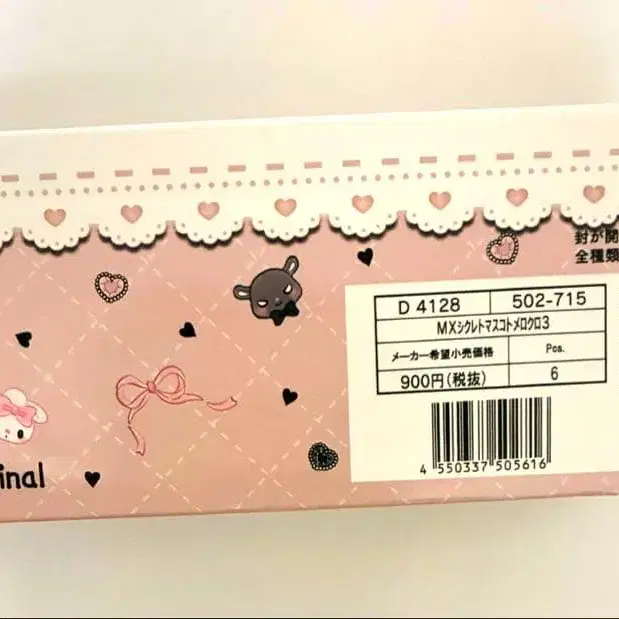 封が開
全種類
D 4128 502-715
MXシクレトマスコトメロクロ3
メーカー希望小売価格 Pcs.
900円(税抜) 6
4 550337 505616
inal